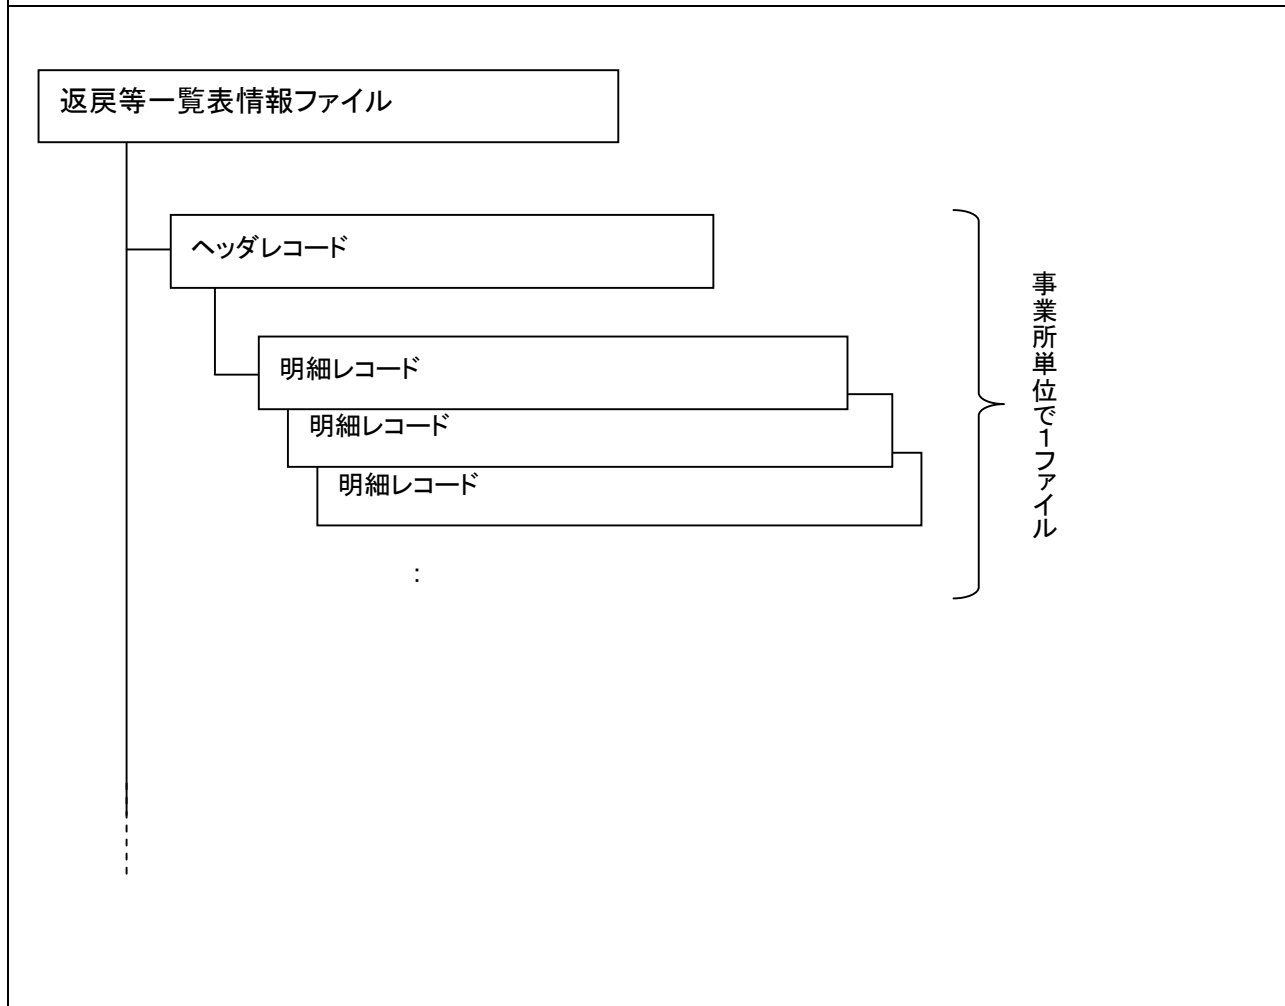 返戻等一覧表情報ファイル
ヘッダレコード
明細レコード
明細レコード
明細レコード
:
事業所単位で1ファイル